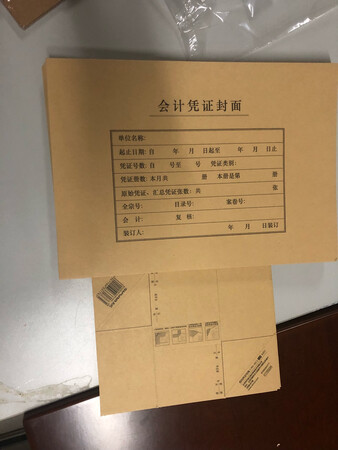 会计凭证封面
单位名称:
起止日期: 自 年 月 日起至 年 月 日止
凭证号数: 自 号至 号 凭证类别:
凭证册数: 本月共 册 本册是第 册
原始凭证、汇总凭证张数: 共 张
全宗号: 目录号: 案卷号:
会 计: 复 核:
装订人: 年 月 日装订